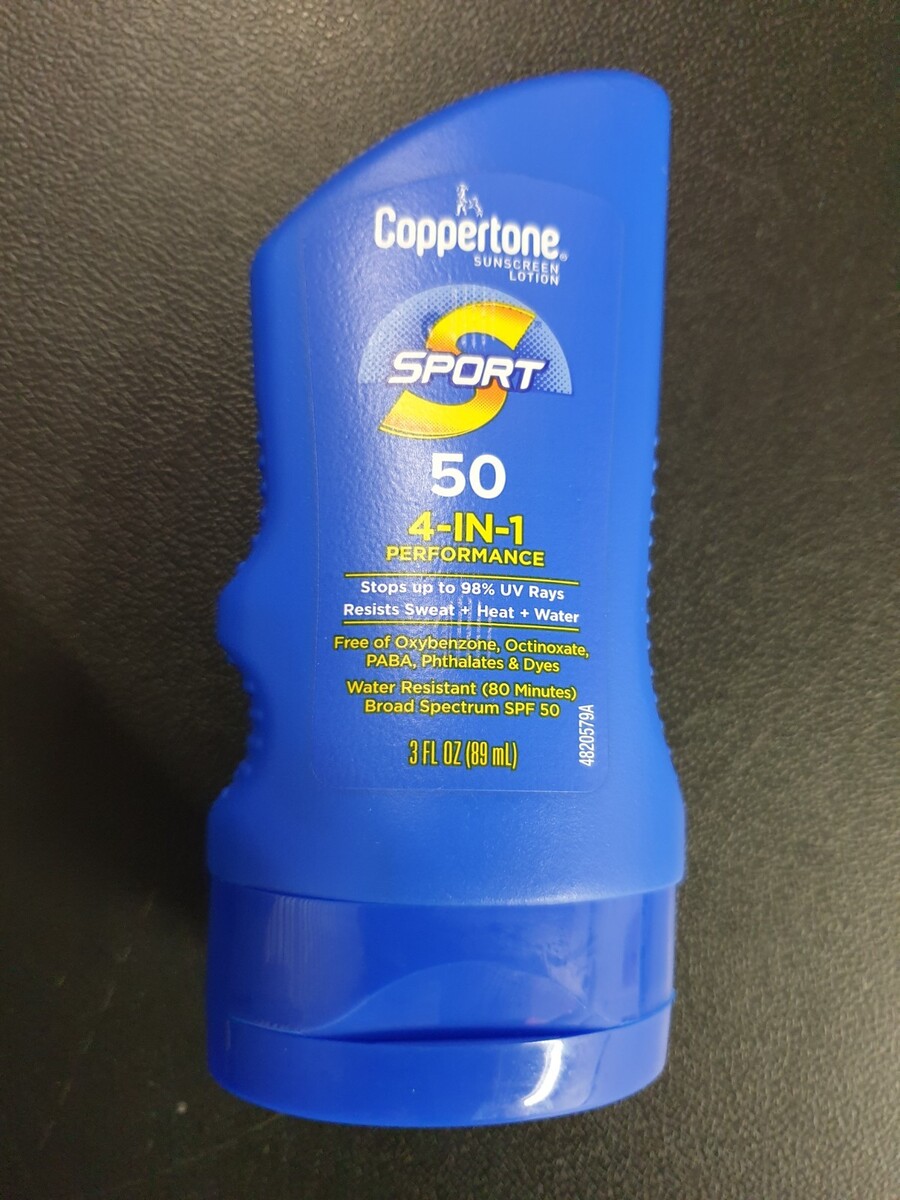 Coppertone®
SUNSCREEN
LOTION
SPORT
50
4-IN-1
PERFORMANCE
Stops up to 98% UV Rays
Resists Sweat + Heat + Water
Free of Oxybenzone, Octinoxate,
PABA, Phthalates & Dyes
Water Resistant (80 Minutes)
Broad Spectrum SPF 50
3 FL OZ (89 mL)
4820579A